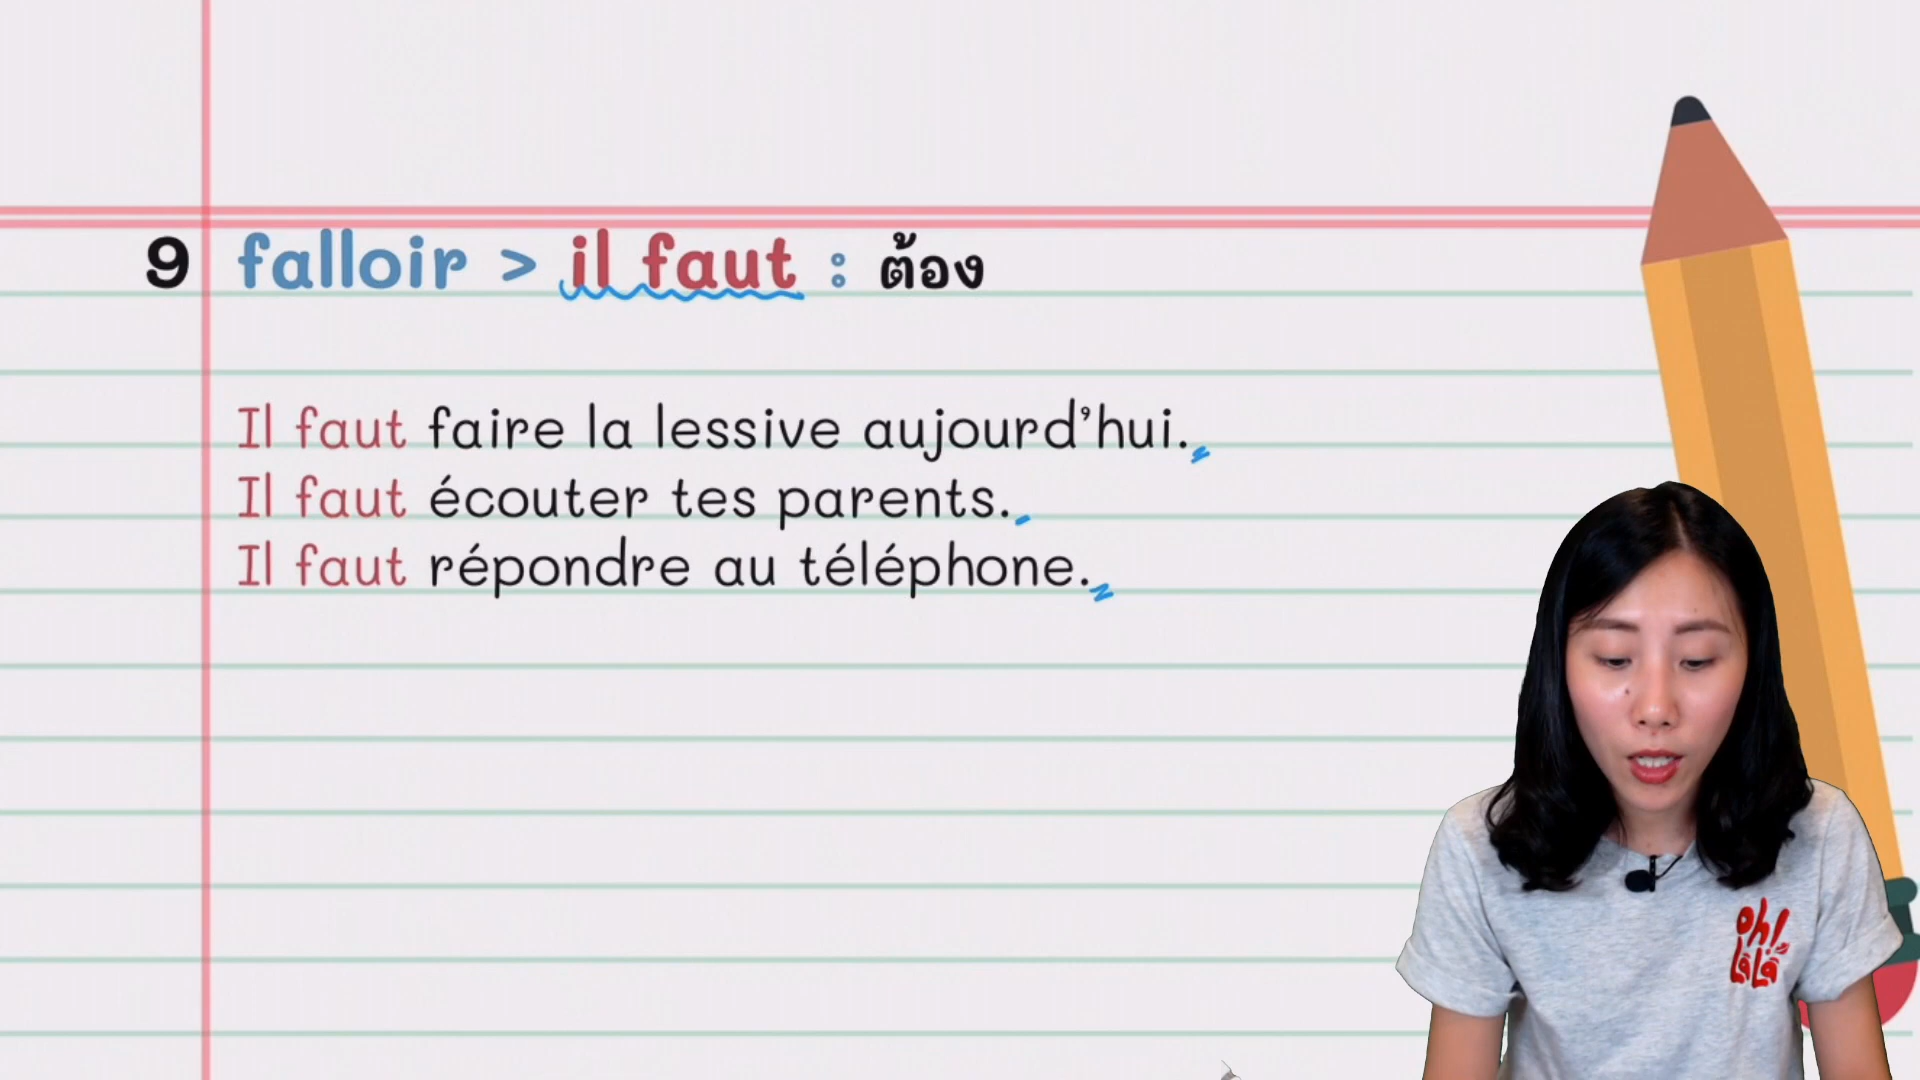 9 falloir > il faut : ต้อง
Il faut faire la lessive aujourd’hui.
Il faut écouter tes parents.
Il faut répondre au téléphone.
oh!
LàLà